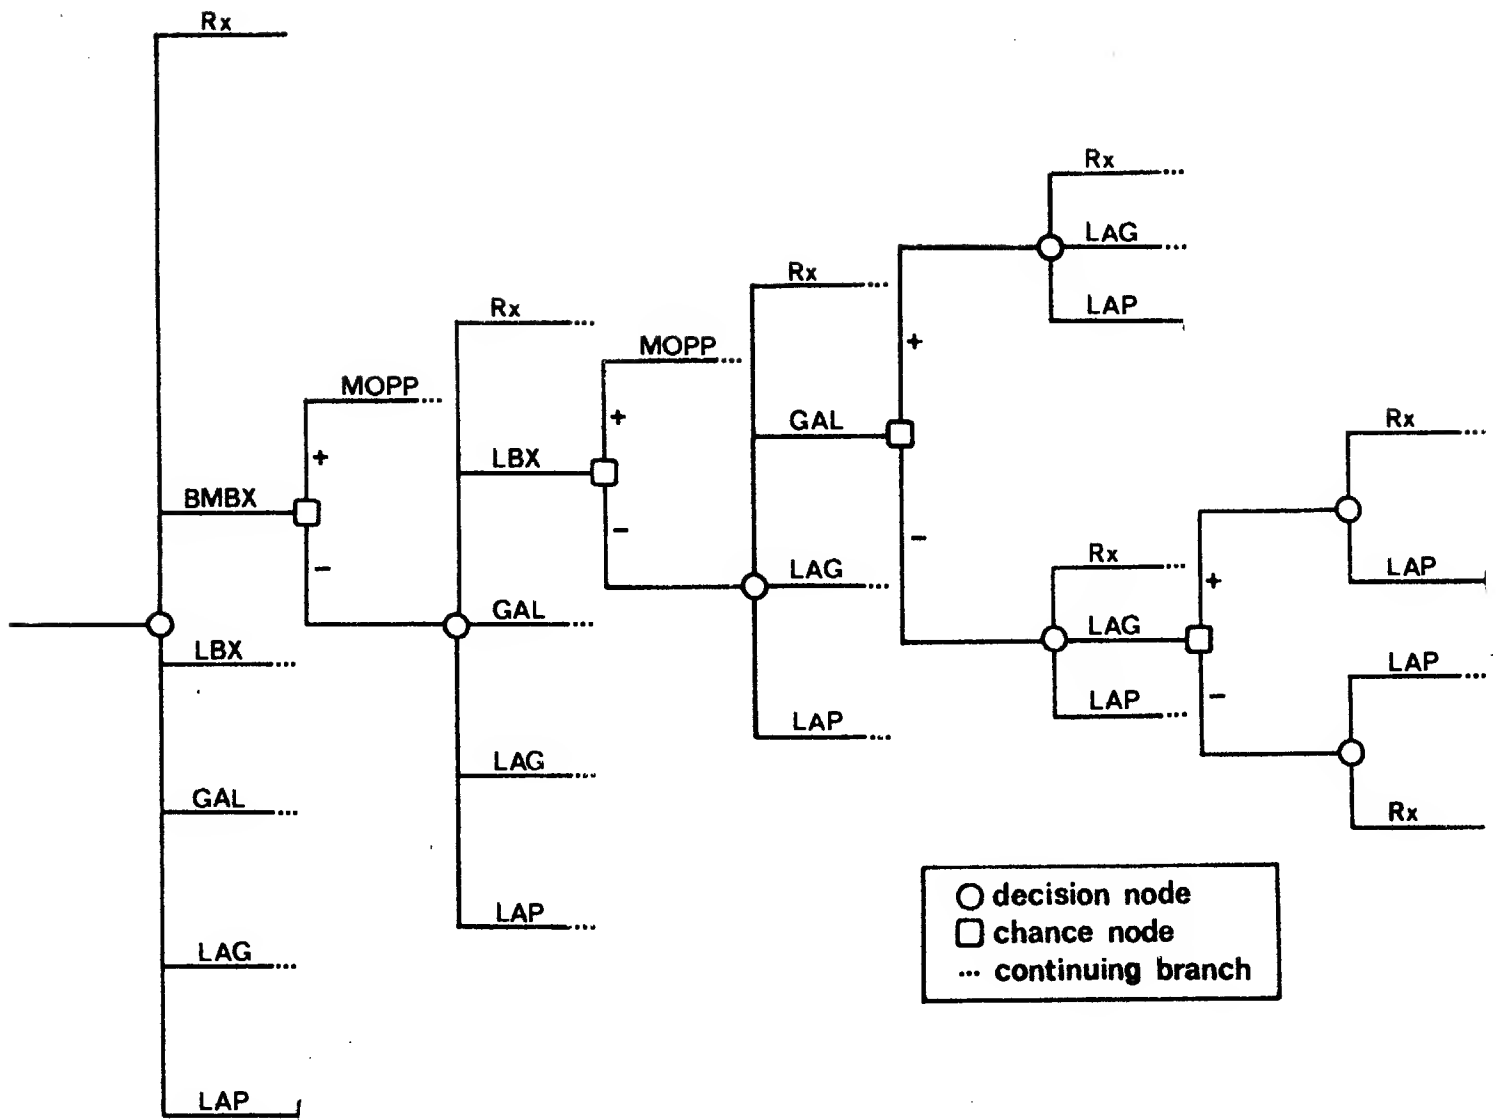 Rx
Rx
LAG
LAP
Rx
Rx
MOPP
MOPP
+
+
GAL
Rx
+
LBX
BMBX
-
-
-
Rx
LAP
LAG
+
GAL
LAG
LBX
LAP
LAP
-
LAP
LAG
GAL
Rx
LAP
LAG
LAP
decision node
chance node
... continuing branch